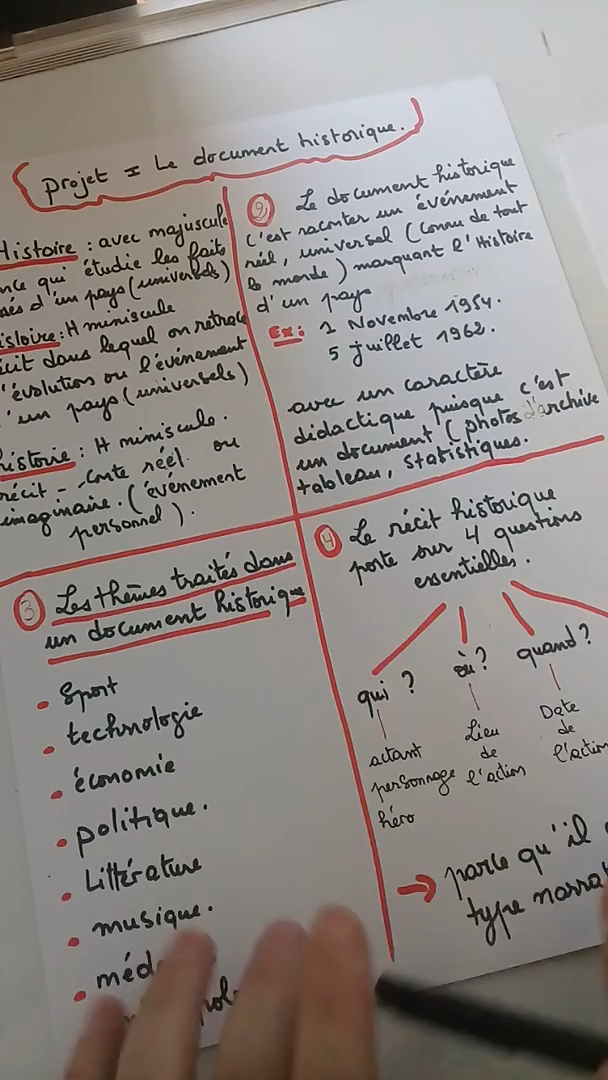 Projet I Le document historique.
Histoire : avec majuscule
nce qui étudie les faits
d'un pays (universels)
H miniscule
dans lequel on retrace
l'évolution ou l'événement
un pays (universels)
histoire : H miniscule.
récit - conte réel. ou
imaginaire. (événement
personnel).
2 Le document historique
c'est raconter un événement
réel, universel (connu de tout
le monde) marquant l'Histoire
d'un pays
Ex: 1 Novembre 1954.
5 juillet 1962.
avec un caractère
didactique puisque c'est
un document (photos d'archive
tableau, statistiques.
3 Les thèmes traités dans
un document historique
• Sport
• technologie
• économie
• politique.
• Littérature
• musique.
• méd
4 Le récit historique
porte sur 4 questions
essentielles.
qui ? où ? quand ?
actant
personnage
héro
Lieu
de
l'action
Date
de
l'action
→ parce qu'il
type narra